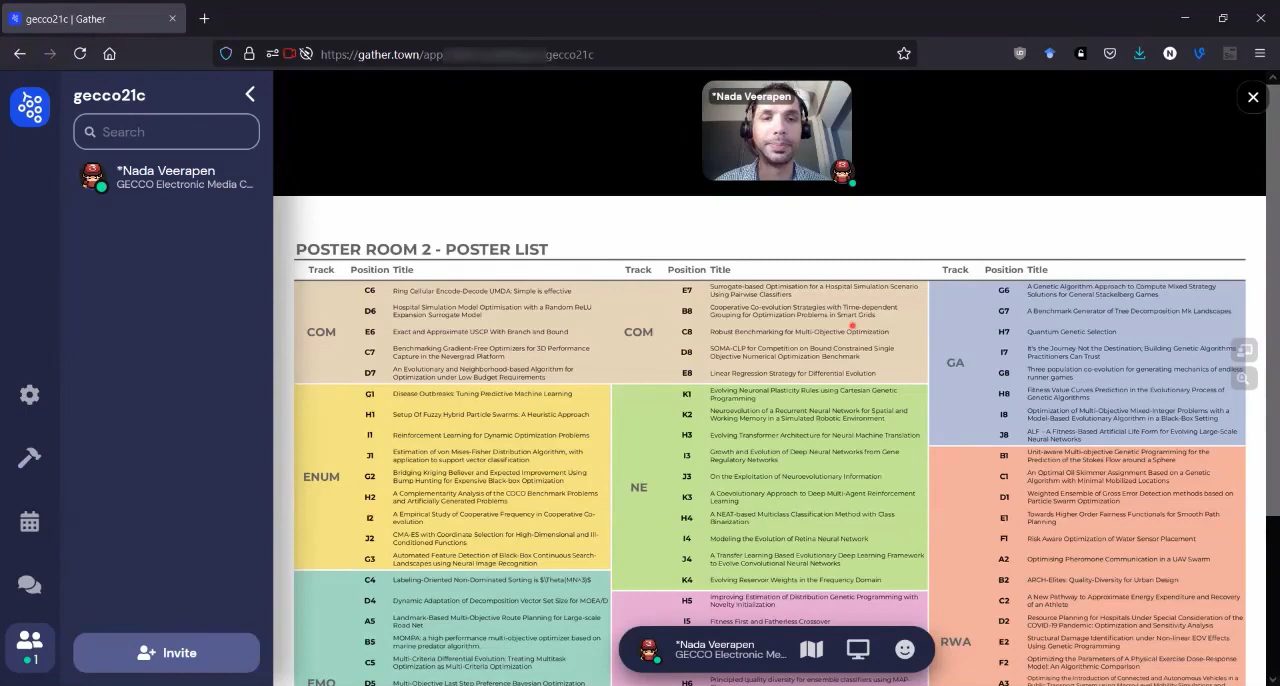 gecco21c | Gather
https://gather.town/app
gecco21c
gecco21c
Search
*Nada Veerapen
GECCO Electronic Media C...
*Nada Veerapen
POSTER ROOM 2 - POSTER LIST
Track Position Title
COM
C6 Ring Cellular Encode-Decode UMDA: Simple is effective
D6 Hospital Simulation Model Optimisation with a Random ReLU
Expansion Surrogate Model
E6 Exact and Approximate USCP With Branch and Bound
C7 Benchmarking Gradient-Free Optimizers for 3D Performance
Capture in the Nevergrad Platform
D7 An Evolutionary and Neighborhood-based Algorithm for
Optimization under Low Budget Requirements
ENUM
G1 Disease Outbreaks: Tuning Predictive Machine Learning
H1 Setup Of Fuzzy Hybrid Particle Swarms: A Heuristic Approach
I1 Reinforcement Learning for Dynamic Optimization Problems
J1 Estimation of von Mises-Fisher Distribution Algorithm, with
application to support vector classification
G2 Bridging Kriging Believer and Expected Improvement Using
Bump Hunting for Expensive Black-box Optimization
H2 A Complementarity Analysis of the COCO Benchmark Problems
and Artificially Generated Problems
I2 A Empirical Study of Cooperative Frequency in Cooperative Co-
evolution
J2 CMA-ES with Coordinate Selection for High-Dimensional and Ill-
Conditioned Functions
G3 Automated Feature Detection of Black-Box Continuous Search-
Landscapes using Neural Image Recognition
EMO
C4 Labeling-Oriented Non-Dominated Sorting is $\Theta(MN^3)$
D4 Dynamic Adaptation of Decomposition Vector Set Size for MOEA/D
A5 Landmark-Based Multi-Objective Route Planning for Large-scale
Road Net
B5 MOMPA: a high performance multi-objective optimizer based on
marine predator algorithm.
C5 Multi-Criteria Differential Evolution: Treating Multitask
Optimization as Multi-Criteria Optimization
D5 Multi-Objective Last Step Preference Bayesian Optimization
Track Position Title
COM
E7 Surrogate-based Optimisation for a Hospital Simulation Scenario
Using Pairwise Classifiers
B8 Cooperative Co-evolution Strategies with Time-dependent
Grouping for Optimization Problems in Smart Grids
C8 Robust Benchmarking for Multi-Objective Optimization
D8 SOMA-CLP for Competition on Bound Constrained Single
Objective Numerical Optimization Benchmark
E8 Linear Regression Strategy for Differential Evolution
NE
K1 Evolving Neuronal Plasticity Rules using Cartesian Genetic
Programming
K2 Neuroevolution of a Recurrent Neural Network for Spatial and
Working Memory in a Simulated Robotic Environment
H3 Evolving Transformer Architecture for Neural Machine Translation
I3 Growth and Evolution of Deep Neural Networks from Gene
Regulatory Networks
J3 On the Exploitation of Neuroevolutionary Information
K3 A Coevolutionary Approach to Deep Multi-Agent Reinforcement
Learning
H4 A NEAT-based Multiclass Classification Method with Class
Binarization
I4 Modeling the Evolution of Retina Neural Network
J4 A Transfer Learning Based Evolutionary Deep Learning Framework
to Evolve Convolutional Neural Networks
K4 Evolving Reservoir Weights in the Frequency Domain
H5 Improving Estimation of Distribution Genetic Programming with
Novelty Initialization
I5 Fitness First and Fatherless Crossover
H6 Principled quality diversity for ensemble classifiers using MAP-
Track Position Title
GA
G6 A Genetic Algorithm Approach to Compute Mixed Strategy
Solutions for General Stackelberg Games
G7 A Benchmark Generator of Tree Decomposition Mk Landscapes
H7 Quantum Genetic Selection
I7 It's the Journey Not the Destination: Building Genetic Algorithms
Practitioners Can Trust
G8 Three population co-evolution for generating mechanics of endless
runner games
H8 Fitness Value Curves Prediction in the Evolutionary Process of
Genetic Algorithms
I8 Optimization of Multi-Objective Mixed-Integer Problems with a
Model-Based Evolutionary Algorithm in a Black-Box Setting
J8 ALF – A Fitness-Based Artificial Life Form for Evolving Large-Scale
Neural Networks
RWA
B1 Unit-aware Multi-objective Genetic Programming for the
Prediction of the Stokes Flow around a Sphere
C1 An Optimal Oil Skimmer Assignment Based on a Genetic
Algorithm with Minimal Mobilized Locations
D1 Weighted Ensemble of Gross Error Detection methods based on
Particle Swarm Optimization
E1 Towards Higher Order Fairness Functionals for Smooth Path
Planning
F1 Risk Aware Optimization of Water Sensor Placement
A2 Optimising Pheromone Communication in a UAV Swarm
B2 ARCH-Elites: Quality-Diversity for Urban Design
C2 A New Pathway to Approximate Energy Expenditure and Recovery
of an Athlete
D2 Resource Planning for Hospitals Under Special Consideration of the
COVID-19 Pandemic: Optimization and Sensitivity Analysis
E2 Structural Damage Identification under Non-linear EOV Effects
Using Genetic Programming
F2 Optimizing the Parameters of A Physical Exercise Dose-Response
Model: An Algorithmic Comparison
A3 Optimising the Introduction of Connected and Autonomous Vehicles in a
1
Invite
*Nada Veerapen
GECCO Electronic Me...